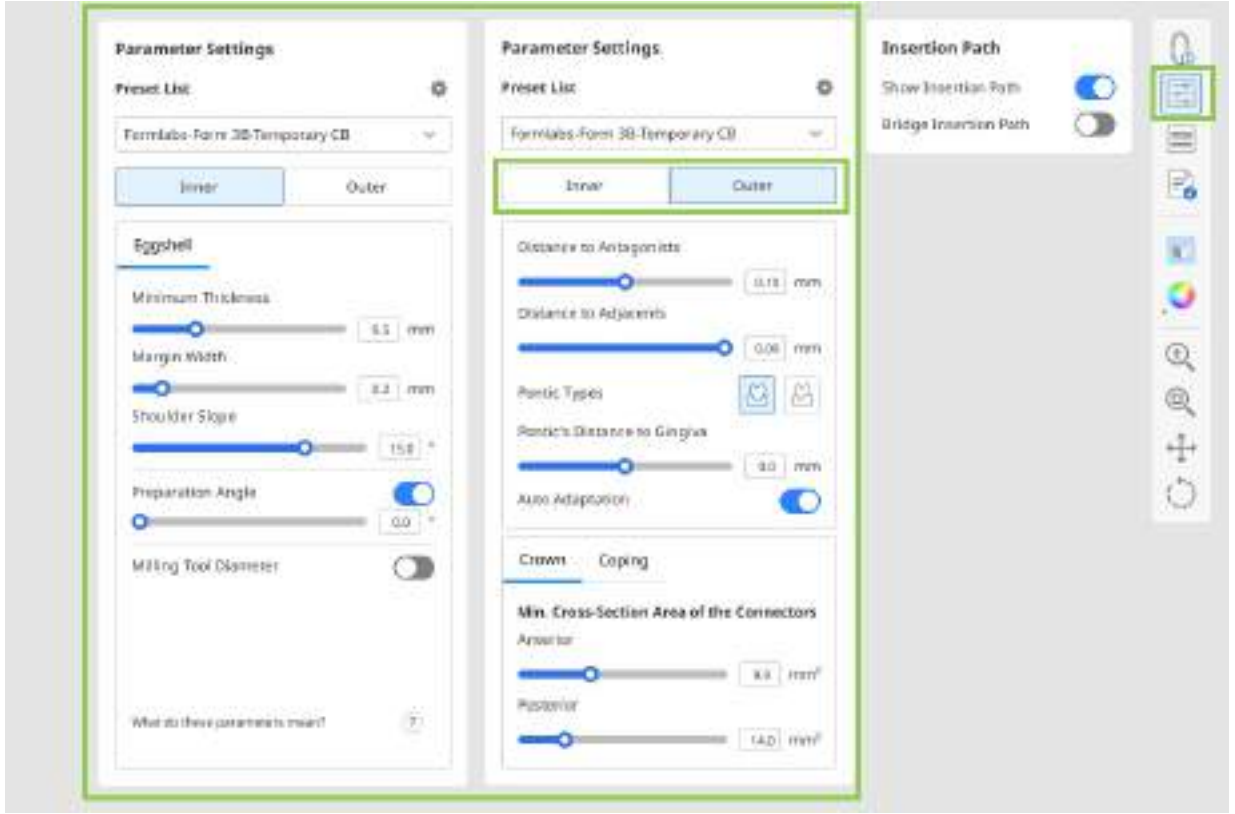 Parameter Settings
Preset List
Formlabs-Form 3B-Temporary CB
Inner Outer
Eggshell
Minimum Thickness
mm
Margin Width
mm
Shoulder Slope
15.0 °
Preparation Angle
0.0 °
Milling Tool Diameter
What do these parameters mean? ?
Parameter Settings
Preset List
Formlabs-Form 3B-Temporary CB
Inner Outer
Distance to Antagonists
mm
Distance to Adjacents
mm
Pontic Types
Pontic's Distance to Gingiva
mm
Auto Adaptation
Crown Coping
Min. Cross-Section Area of the Connectors
Anterior
mm²
Posterior
14.0 mm²
Insertion Path
Show Insertion Path
Bridge Insertion Path